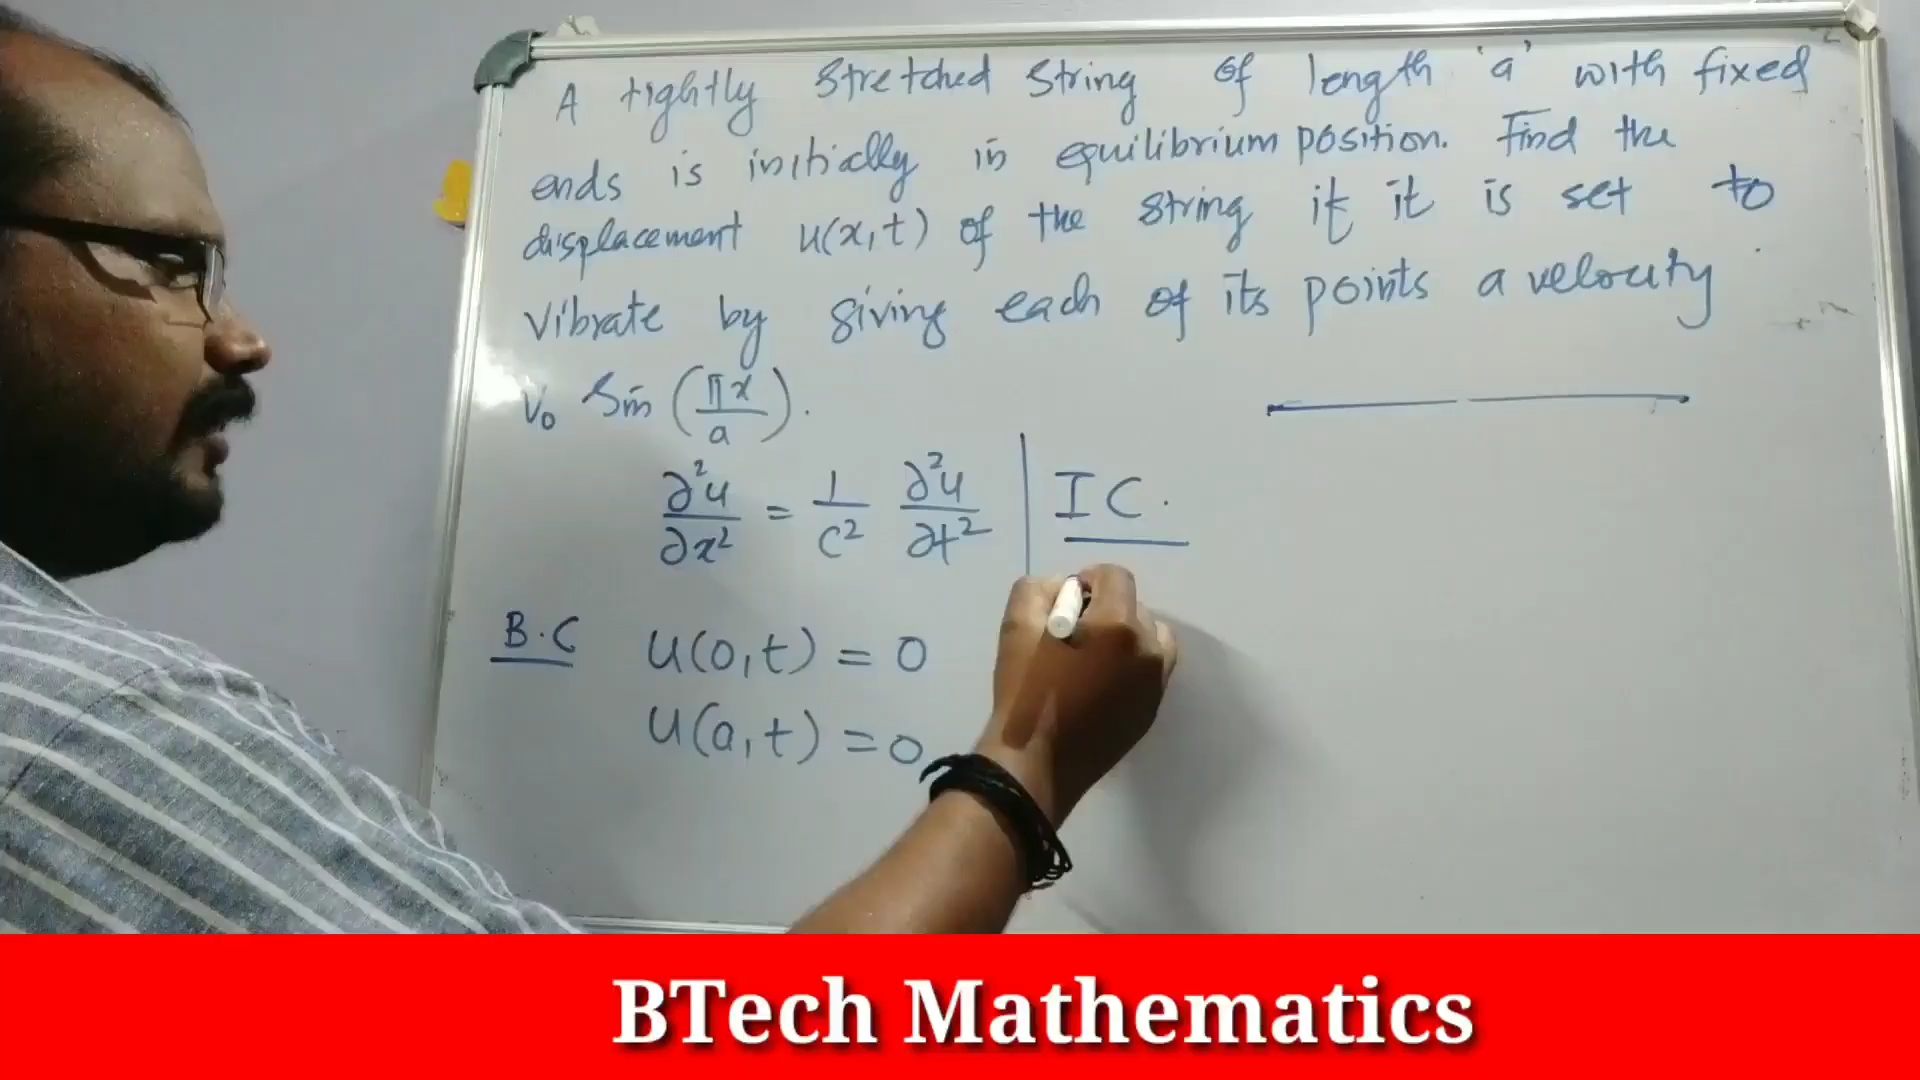 A tightly stretched string of length 'a' with fixed
ends is initially in equilibrium position. Find the
displacement u(x,t) of the string if it is set to
vibrate by giving each of its points a velocity
V₀ Sin (πx/a).
∂²u/∂x² = 1/c² ∂²u/∂t²
I C.
B.C u(0,t) = 0
u(a,t) = 0
BTech Mathematics